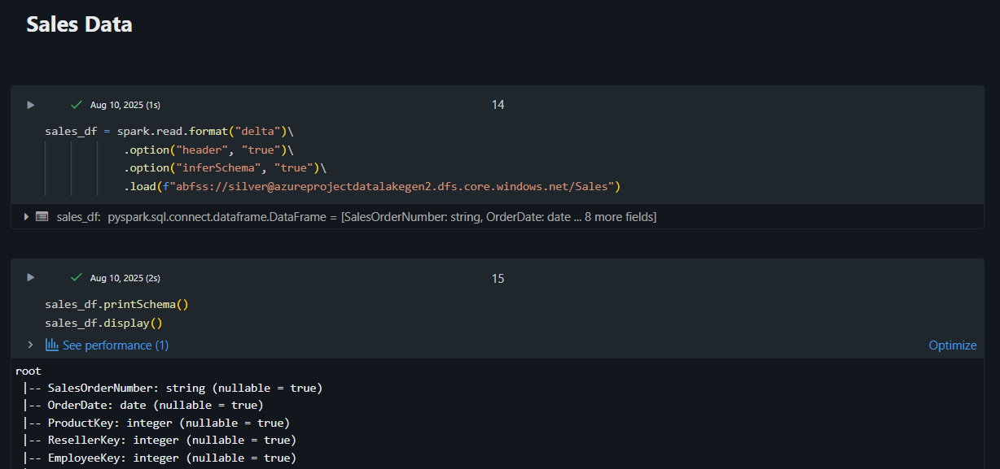 Sales Data
Aug 10, 2025 (1s)
14
sales_df = spark.read.format("delta")\
.option("header", "true")\
.option("inferSchema", "true")\
.load(f"abfss://silver@azureprojectdatalakegen2.dfs.core.windows.net/Sales")
sales_df: pyspark.sql.connect.dataframe.DataFrame = [SalesOrderNumber: string, OrderDate: date ... 8 more fields]
Aug 10, 2025 (2s)
15
sales_df.printSchema()
sales_df.display()
See performance (1)
Optimize
root
|-- SalesOrderNumber: string (nullable = true)
|-- OrderDate: date (nullable = true)
|-- ProductKey: integer (nullable = true)
|-- ResellerKey: integer (nullable = true)
|-- EmployeeKey: integer (nullable = true)